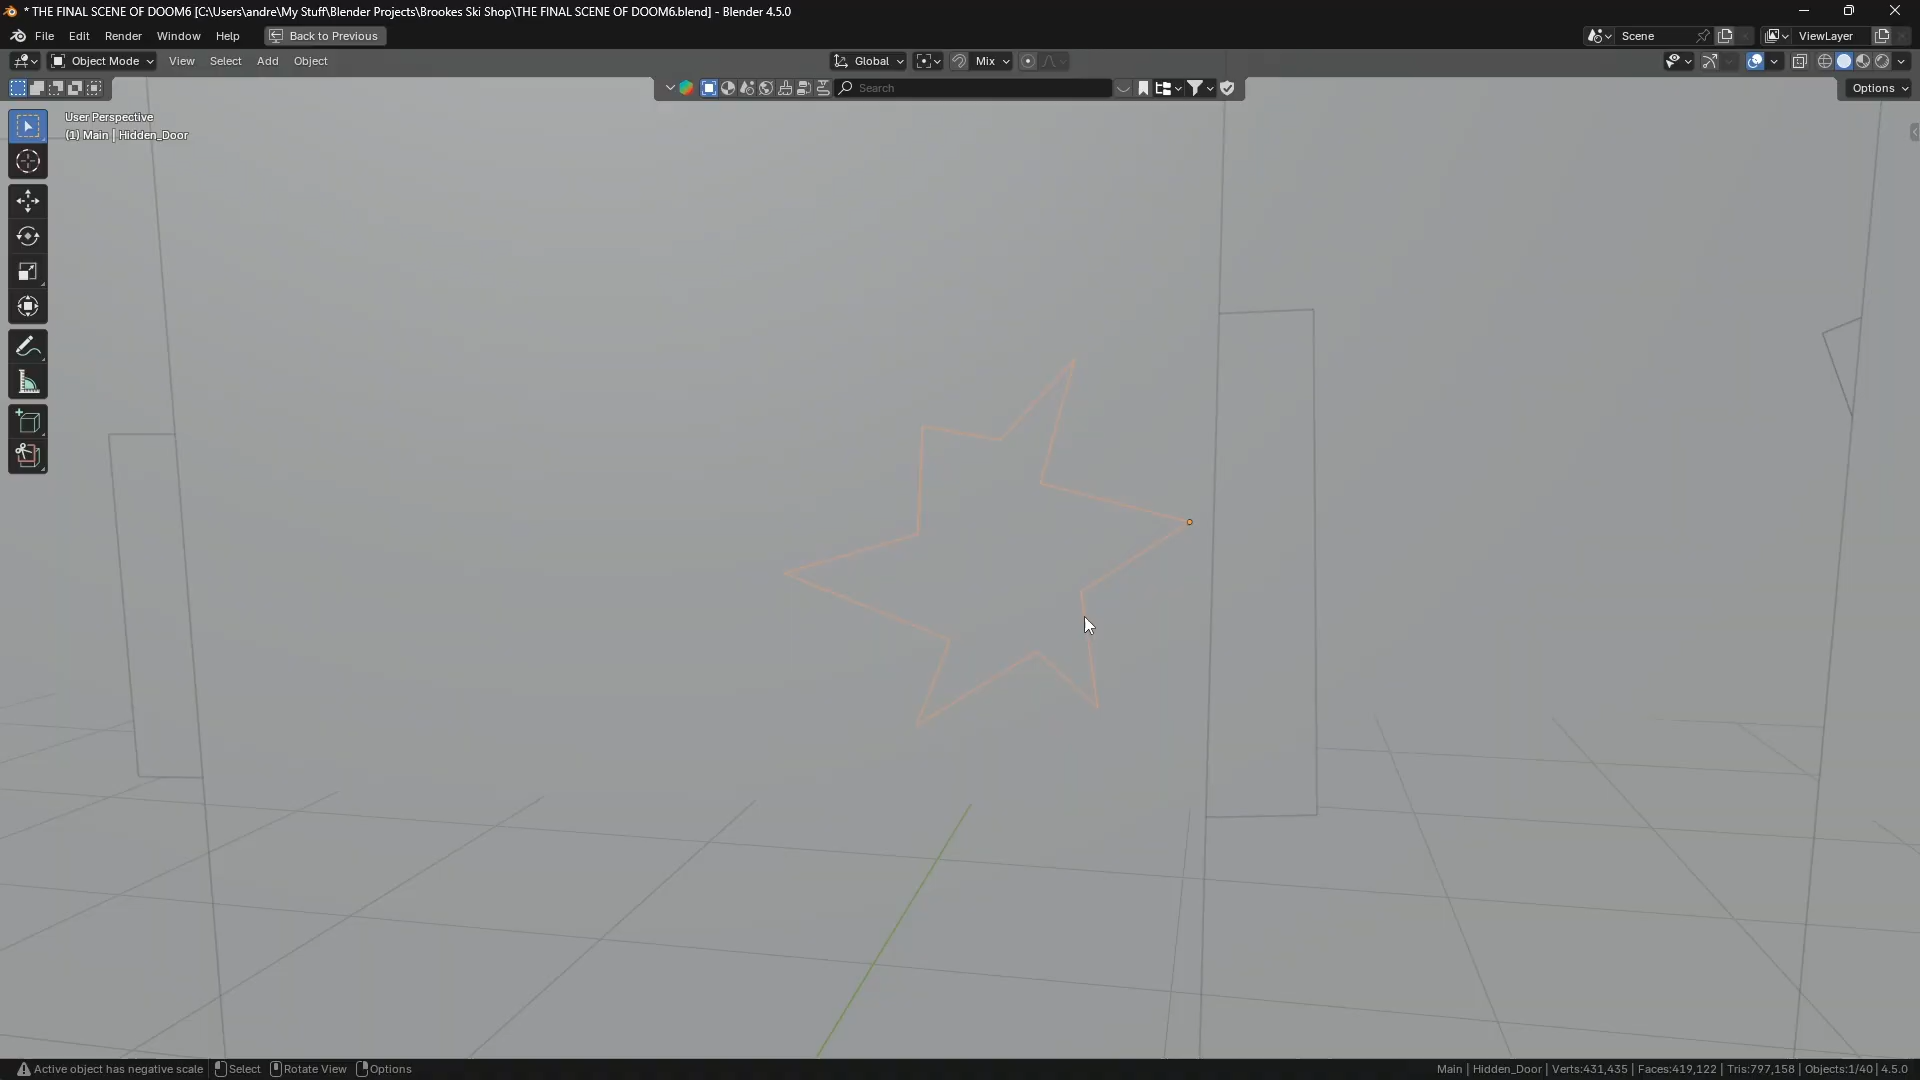 * THE FINAL SCENE OF DOOM6 [C:\Users\andre\My Stuff\Blender Projects\Brookes Ski Shop\THE FINAL SCENE OF DOOM6.blend] - Blender 4.5.0
File Edit Render Window Help Back to Previous Scene ViewLayer
Object Mode View Select Add Object Global Mix
Search Options
User Perspective
(1) Main | Hidden_Door
Active object has negative scale Select Rotate View Options Main | Hidden_Door | Verts:431,435 | Faces:419,122 | Tris:797,158 | Objects:1/40 | 4.5.0